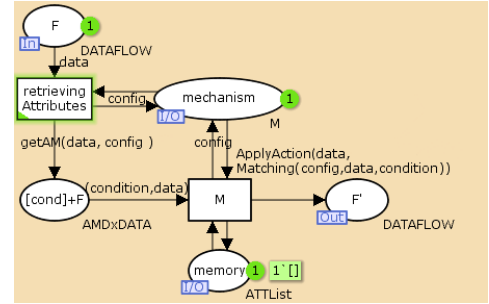 F
1
In
DATAFLOW
data
retrieving
Attributes
config
mechanism
1
I/O
M
getAM(data, config )
config
ApplyAction(data,
Matching(config,data,condition))
[cond]+F
(condition,data)
M
F'
Out
AMDxDATA
DATAFLOW
memory
1
1`[]
I/O
ATTList